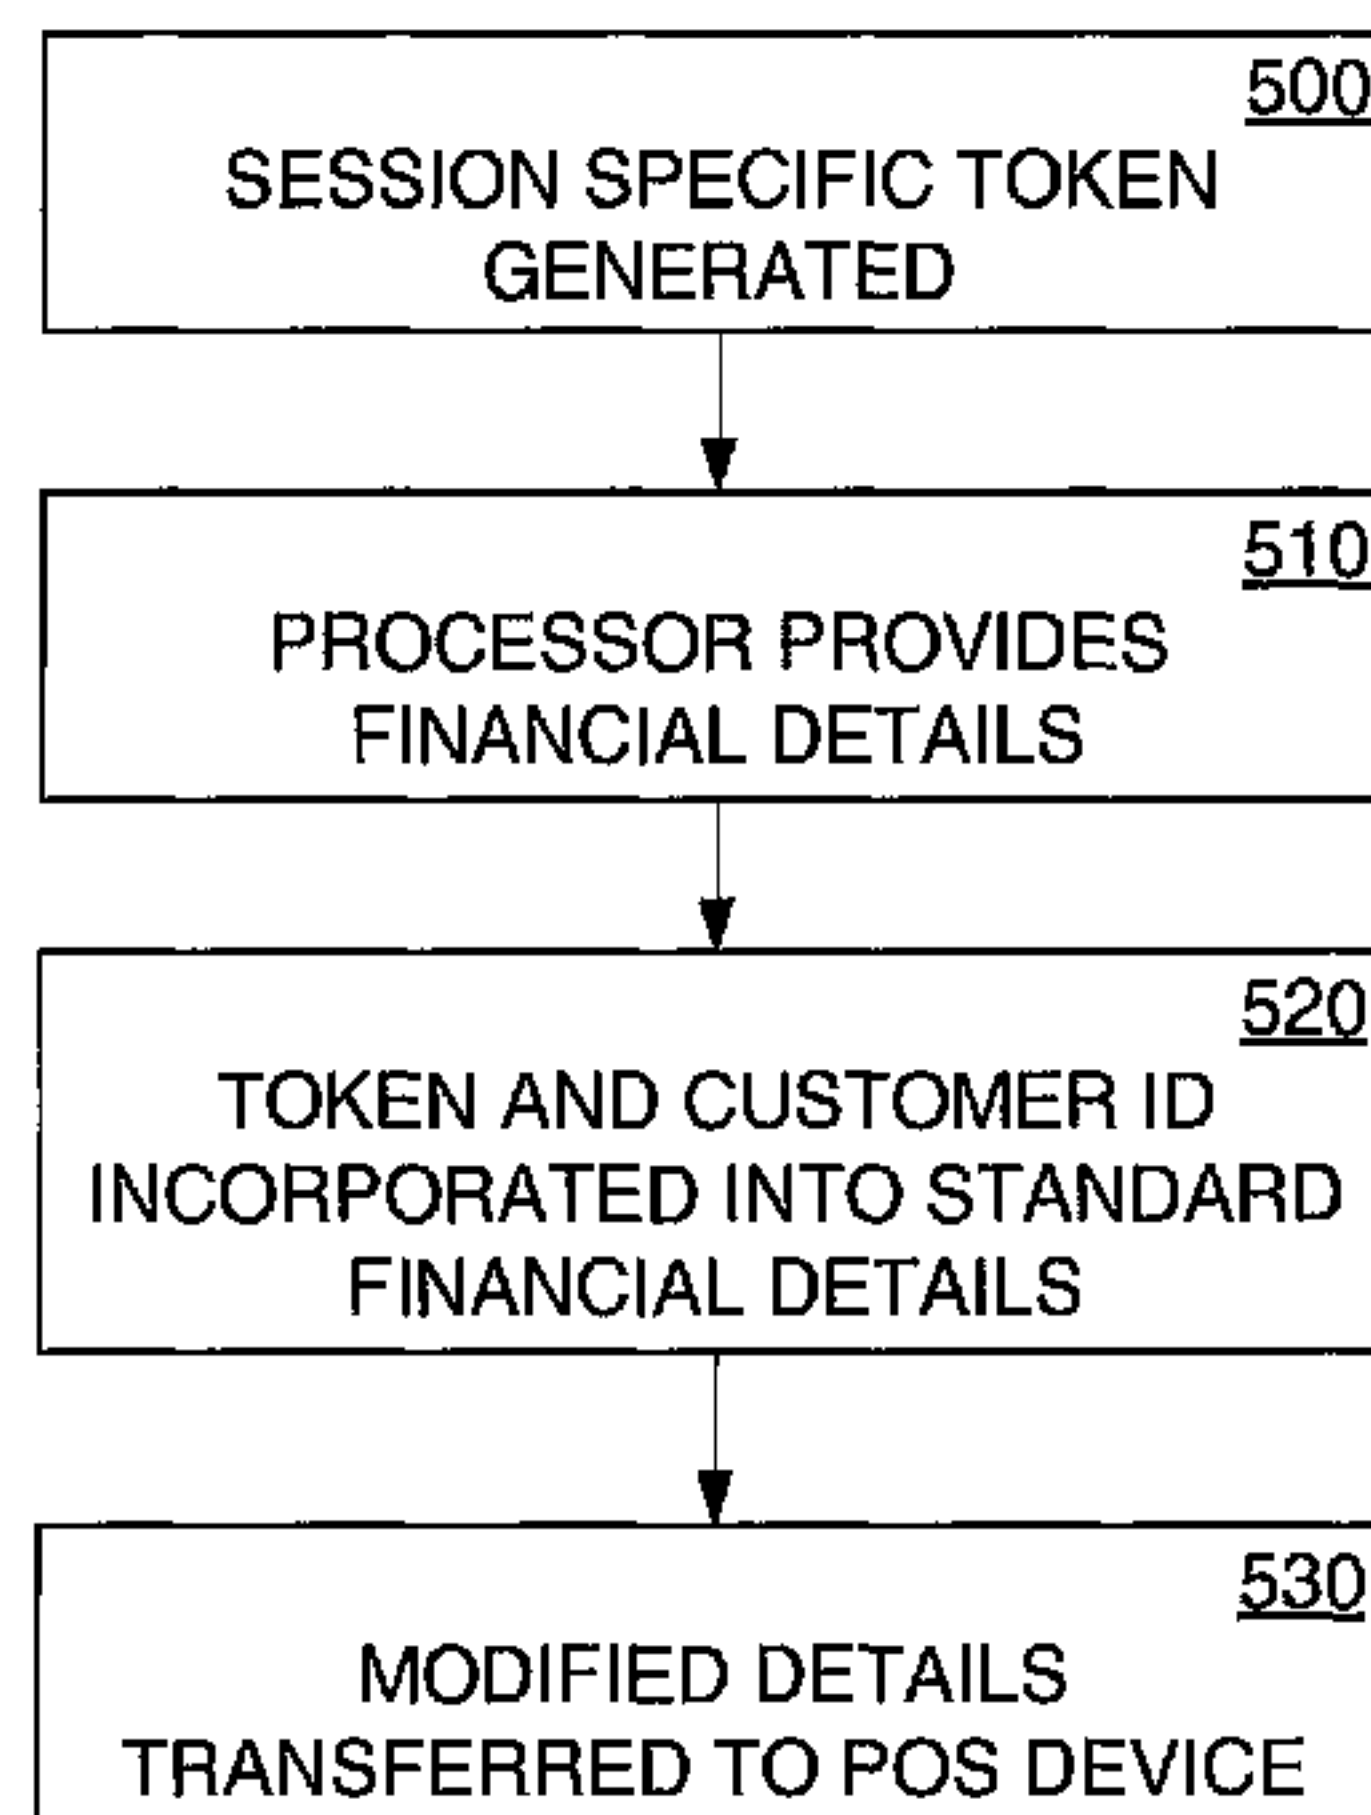 500
SESSION SPECIFIC TOKEN
GENERATED
510
PROCESSOR PROVIDES
FINANCIAL DETAILS
520
TOKEN AND CUSTOMER ID
INCORPORATED INTO STANDARD
FINANCIAL DETAILS
530
MODIFIED DETAILS
TRANSFERRED TO POS DEVICE